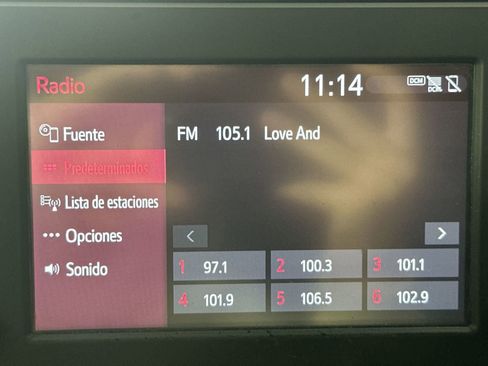 Radio
11:14
DCM
DCM
Fuente
FM 105.1 Love And
Predeterminados
Lista de estaciones
Opciones
Sonido
1 97.1
2 100.3
3 101.1
4 101.9
5 106.5
6 102.9